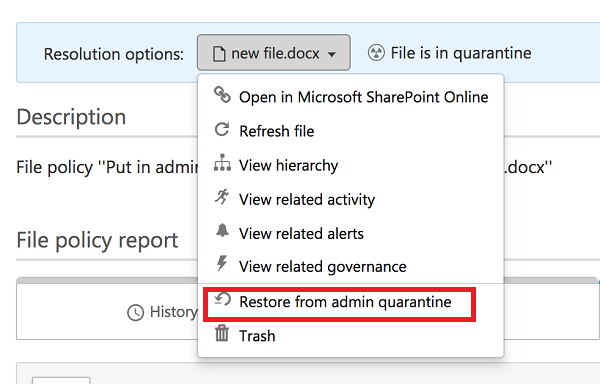 Resolution options: new file.docx File is in quarantine
Open in Microsoft SharePoint Online
Description
Refresh file
File policy "Put in admin .docx"
View hierarchy
View related activity
View related alerts
File policy report
View related governance
History
Restore from admin quarantine
Trash